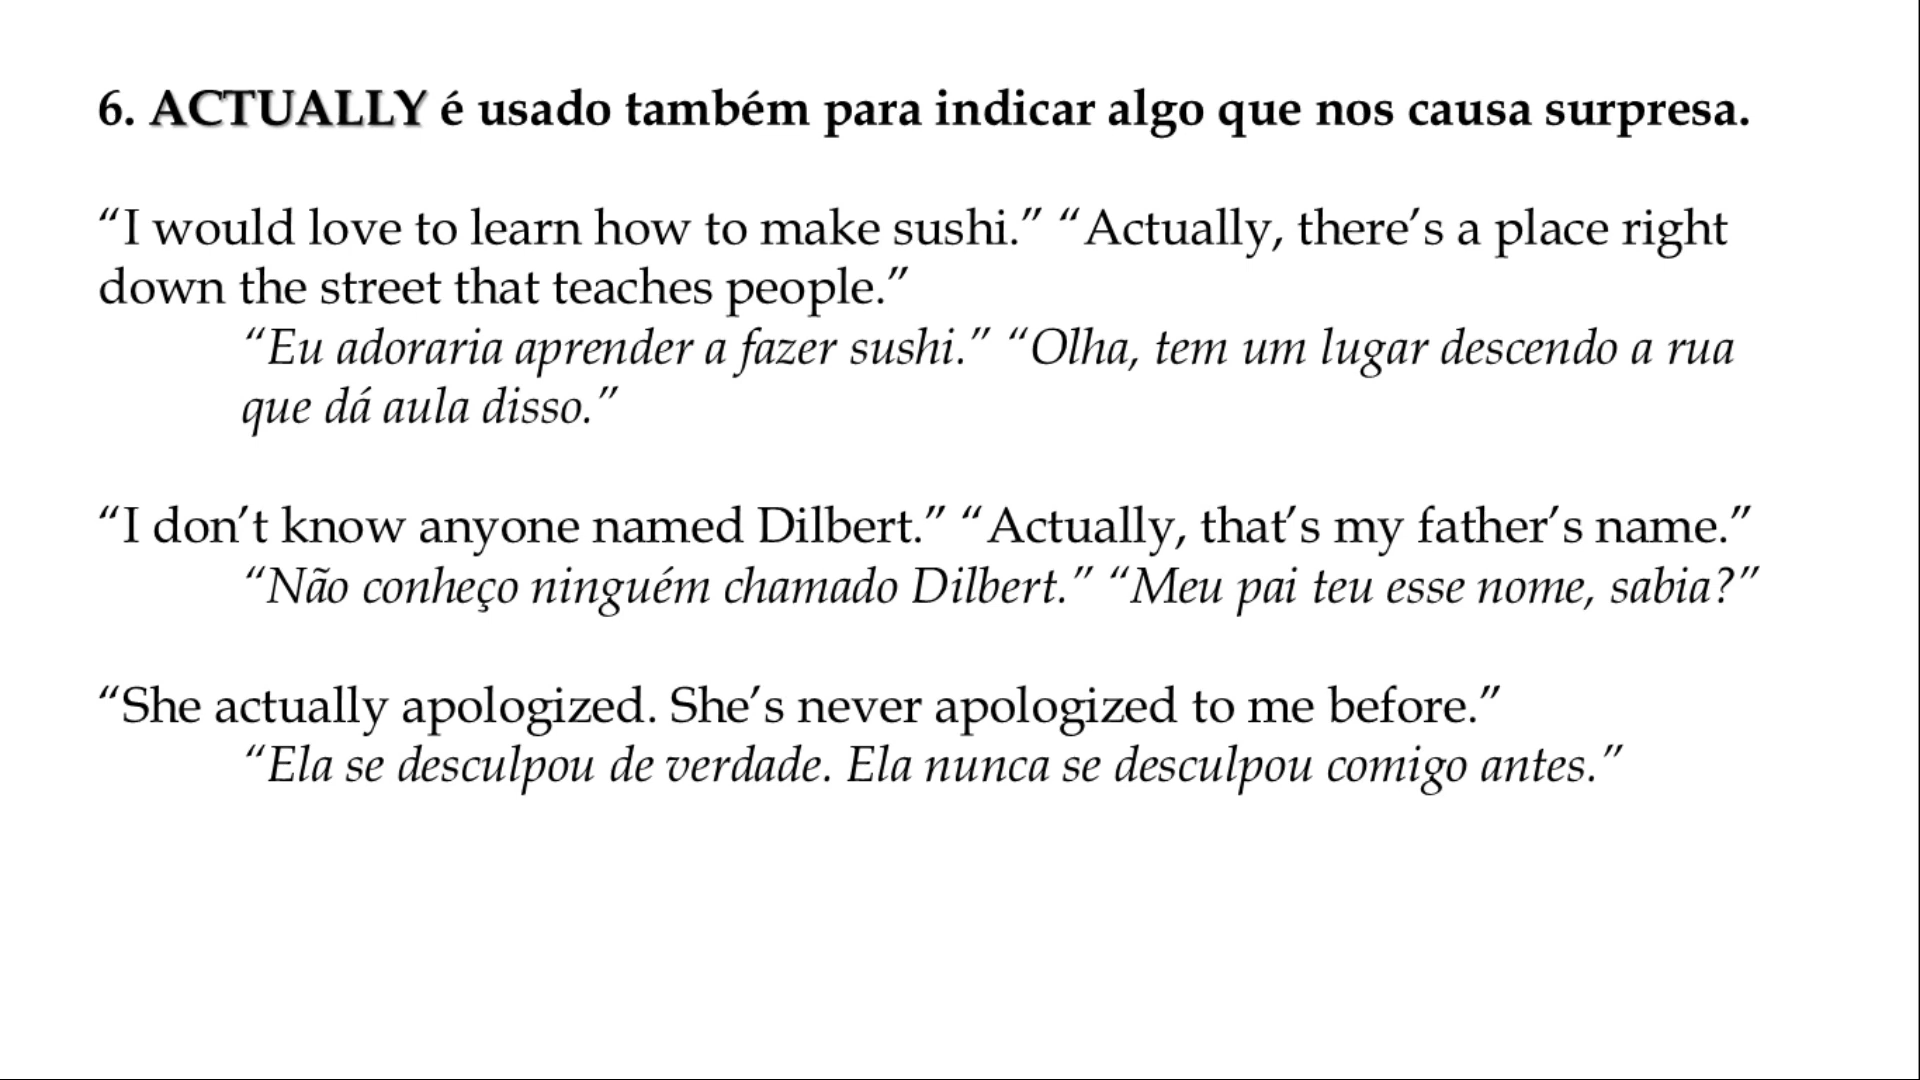 6. ACTUALLY é usado também para indicar algo que nos causa surpresa.
“I would love to learn how to make sushi.” “Actually, there’s a place right
down the street that teaches people.”
“Eu adoraria aprender a fazer sushi.” “Olha, tem um lugar descendo a rua
que dá aula disso.”
“I don’t know anyone named Dilbert.” “Actually, that’s my father’s name.”
“Não conheço ninguém chamado Dilbert.” “Meu pai teu esse nome, sabia?”
“She actually apologized. She’s never apologized to me before.”
“Ela se desculpou de verdade. Ela nunca se desculpou comigo antes.”